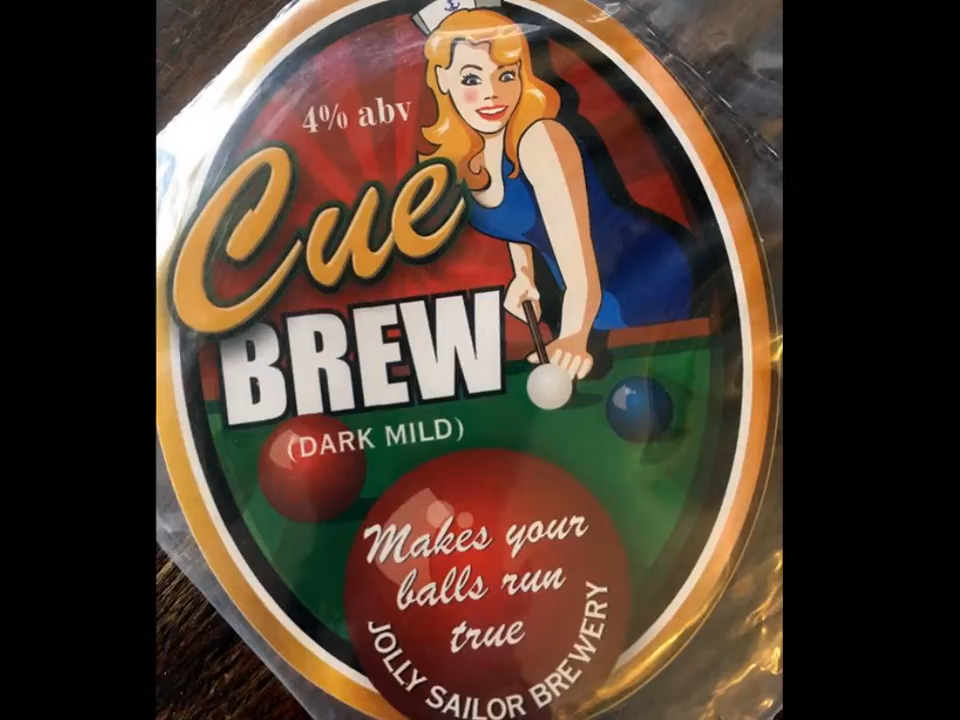 4% abv
Cue
BREW
(DARK MILD)
Makes your
balls run
true
JOLLY SAILOR BREWERY